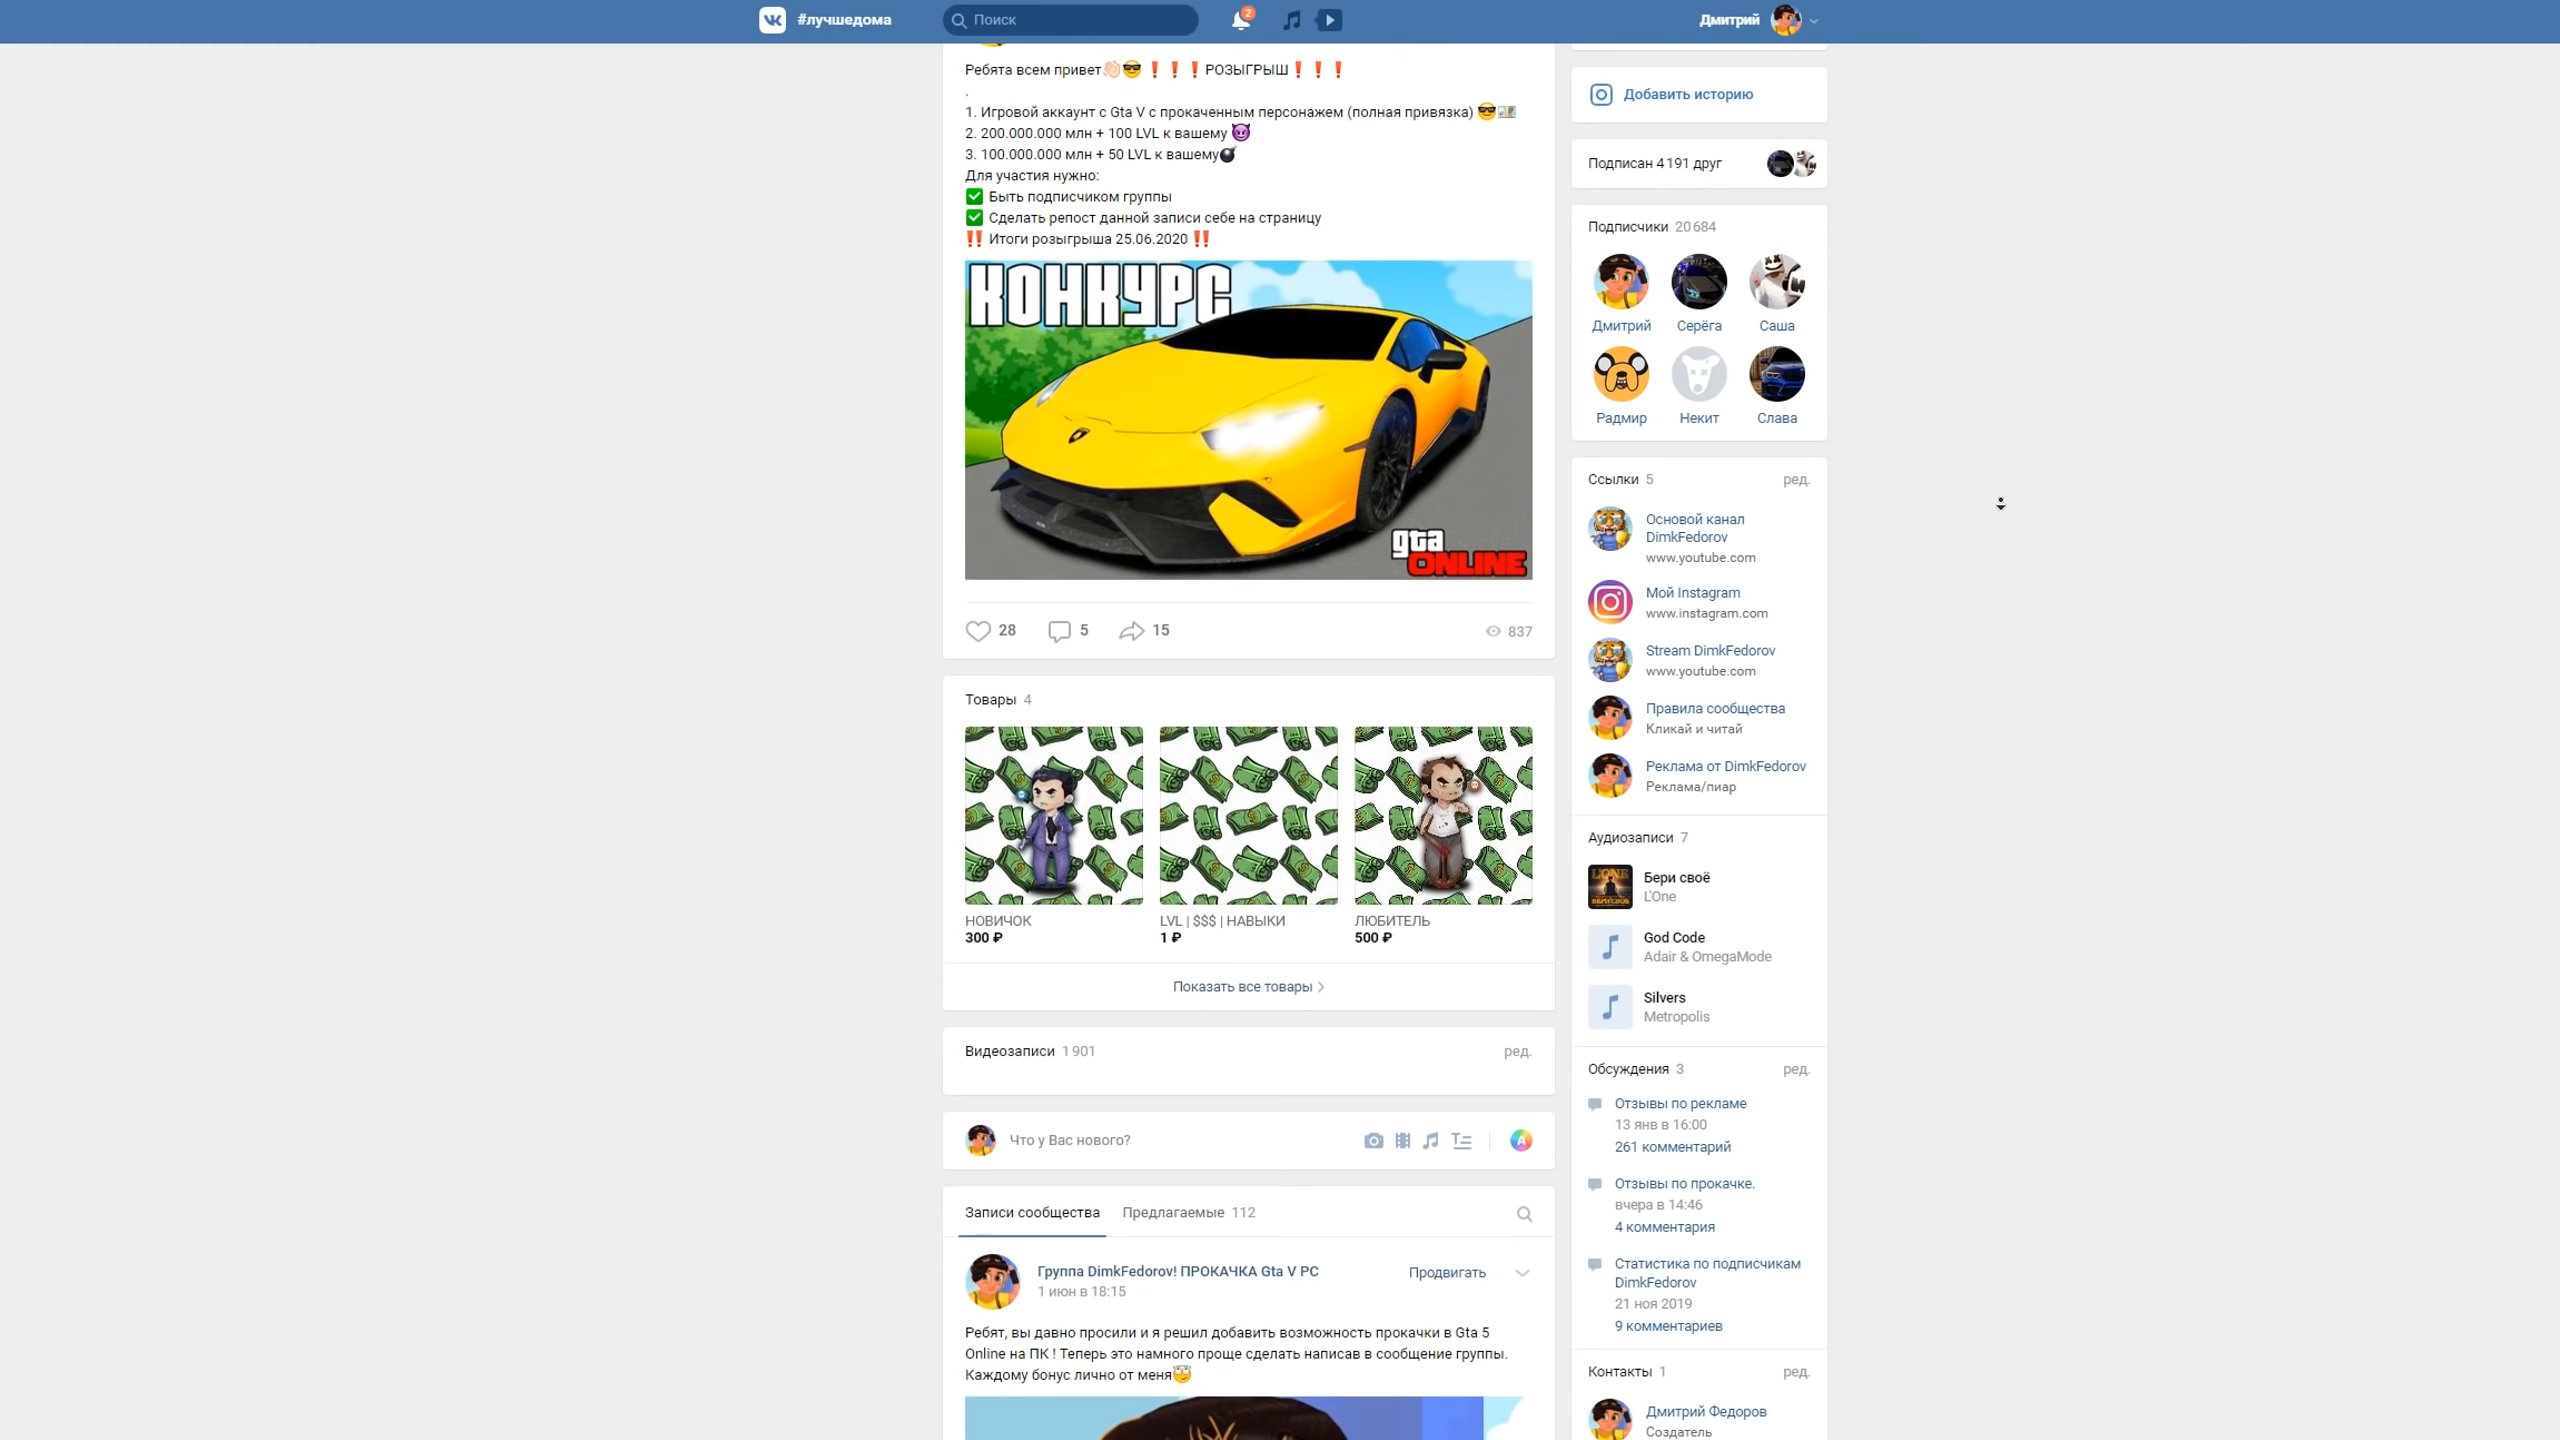 #лучшедома
Поиск
2
Дмитрий
Ребята всем привет👋🏻😎❗❗❗РОЗЫГРЫШ❗❗❗
.
1. Игровой аккаунт с Gta V с прокаченным персонажем (полная привязка) 😎💵
2. 200.000.000 млн + 100 LVL к вашему 😈
3. 100.000.000 млн + 50 LVL к вашему💣
Для участия нужно:
✅ Быть подписчиком группы
✅ Сделать репост данной записи себе на страницу
‼ Итоги розыгрыша 25.06.2020 ‼
КОНКУРС
gta
ONLINE
28
5
15
837
Товары 4
НОВИЧОК
300 ₽
LVL | $$$ | НАВЫКИ
1 ₽
ЛЮБИТЕЛЬ
500 ₽
Показать все товары
Видеозаписи 1 901
ред.
Что у Вас нового?
Записи сообщества
Предлагаемые 112
Группа DimkFedorov! ПРОКАЧКА Gta V PC
1 июн в 18:15
Продвигать
Ребят, вы давно просили и я решил добавить возможность прокачки в Gta 5
Online на ПК ! Теперь это намного проще сделать написав в сообщение группы.
Каждому бонус лично от меня😇
Добавить историю
Подписан 4 191 друг
Подписчики 20 684
Дмитрий
Серёга
Саша
Радмир
Некит
Слава
Ссылки 5
ред.
Основой канал
DimkFedorov
www.youtube.com
Мой Instagram
www.instagram.com
Stream DimkFedorov
www.youtube.com
Правила сообщества
Кликай и читай
Реклама от DimkFedorov
Реклама/пиар
Аудиозаписи 7
Бери своё
L'One
God Code
Adair & OmegaMode
Silvers
Metropolis
Обсуждения 3
ред.
Отзывы по рекламе
13 янв в 16:00
261 комментарий
Отзывы по прокачке.
вчера в 14:46
4 комментария
Статистика по подписчикам
DimkFedorov
21 ноя 2019
9 комментариев
Контакты 1
ред.
Дмитрий Федоров
Создатель